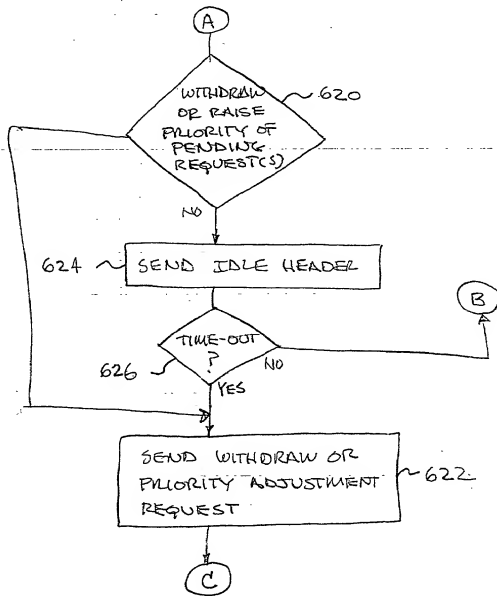 A
WITHDRAW
OR RAISE
PRIORITY OF
PENDING
REQUEST(S)
620
NO
624
SEND IDLE HEADER
B
TIME-OUT
?
626
NO
YES
SEND WITHDRAW OR
PRIORITY ADJUSTMENT
REQUEST
622
C